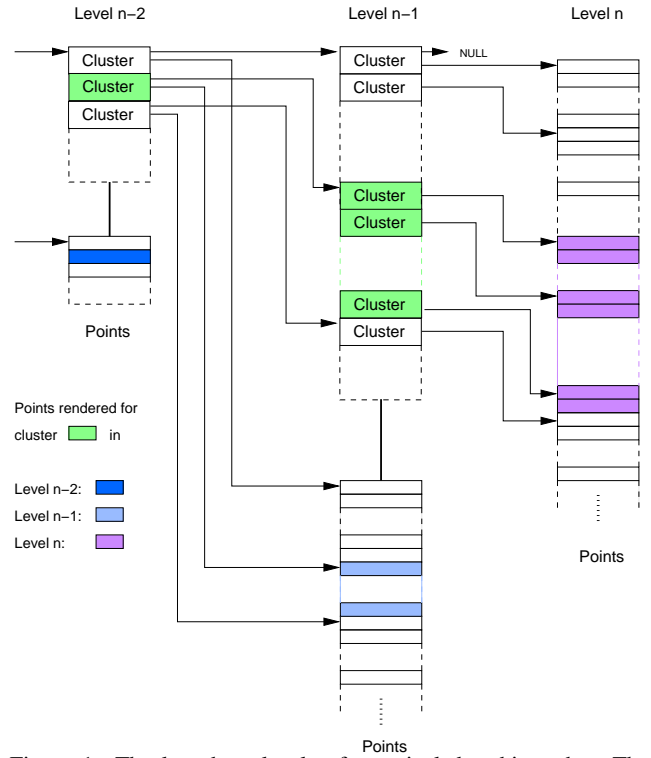 Level n−2
Level n−1
Level n
Cluster
Cluster
Cluster
Cluster
Cluster
NULL
Cluster
Cluster
Cluster
Cluster
Points
Points rendered for
cluster in
Level n−2:
Level n−1:
Level n:
Points
Points